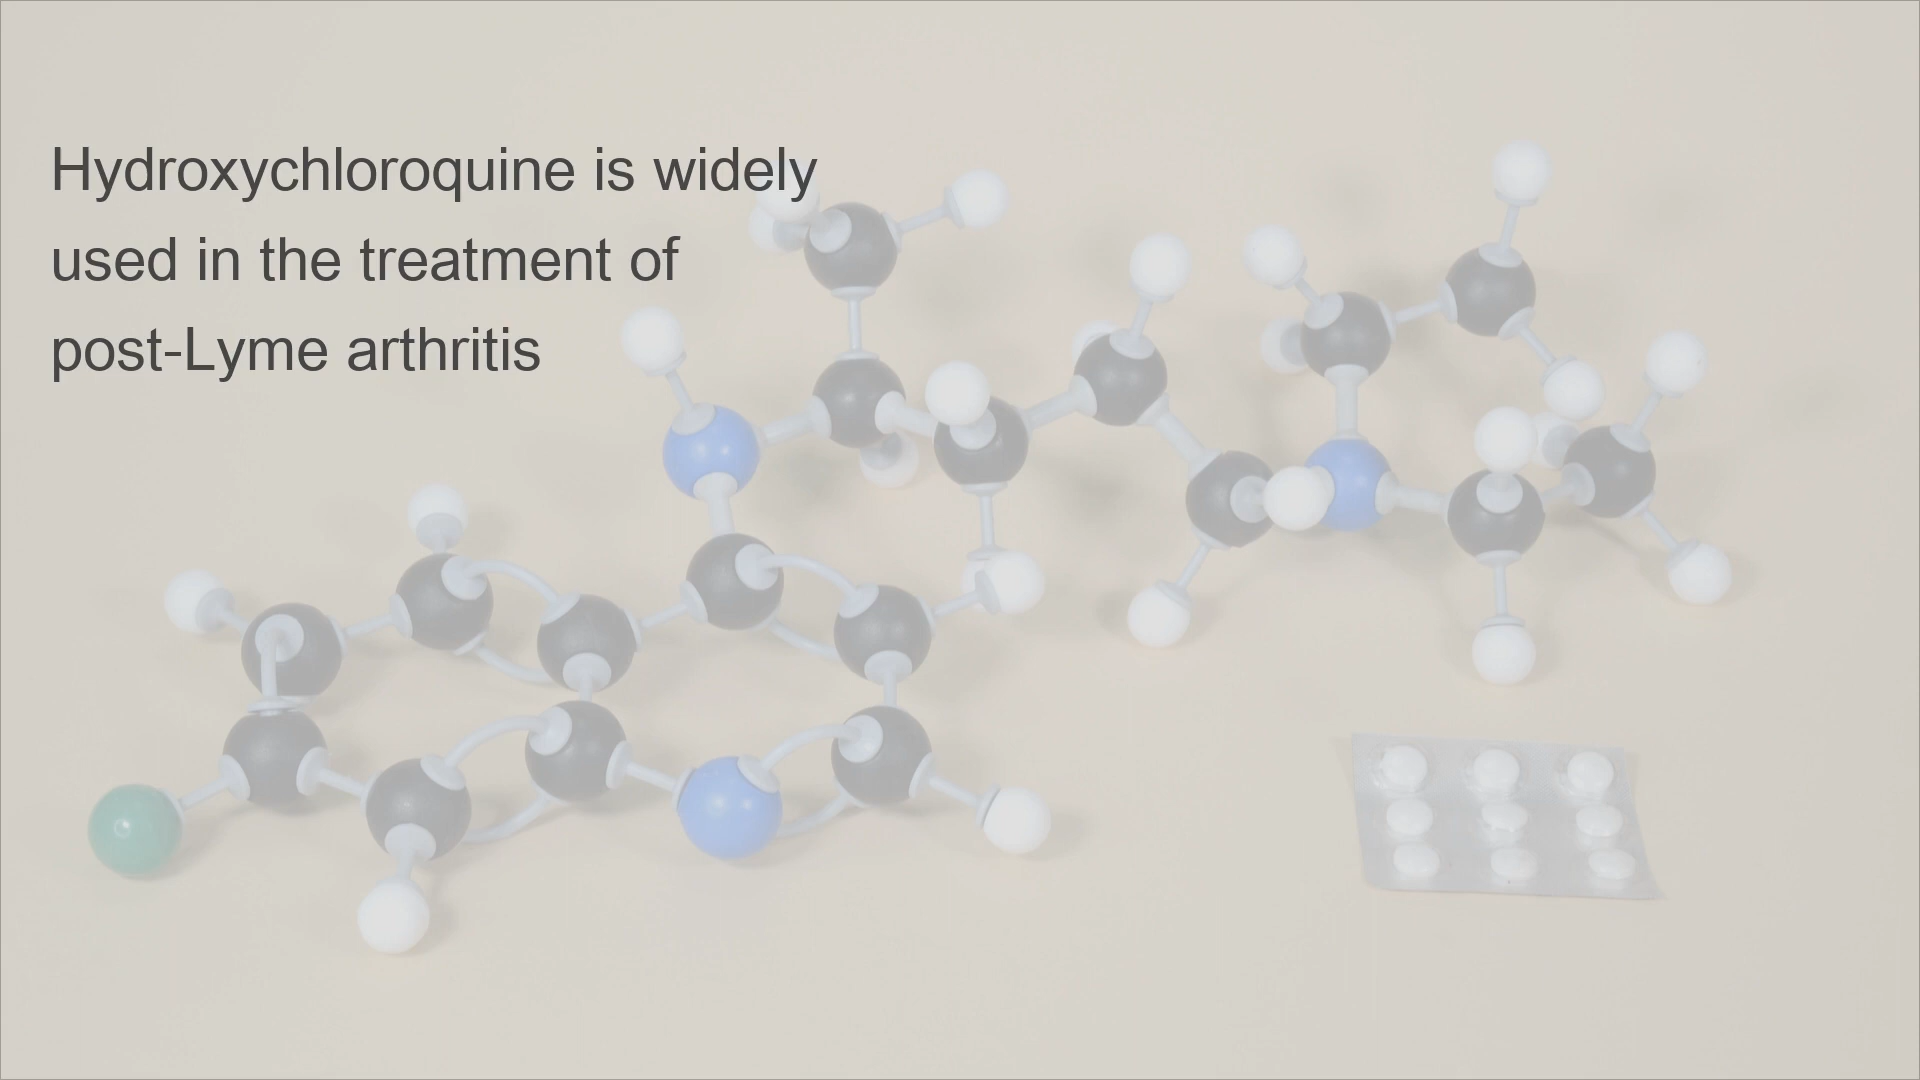 Hydroxychloroquine is widely
used in the treatment of
post-Lyme arthritis